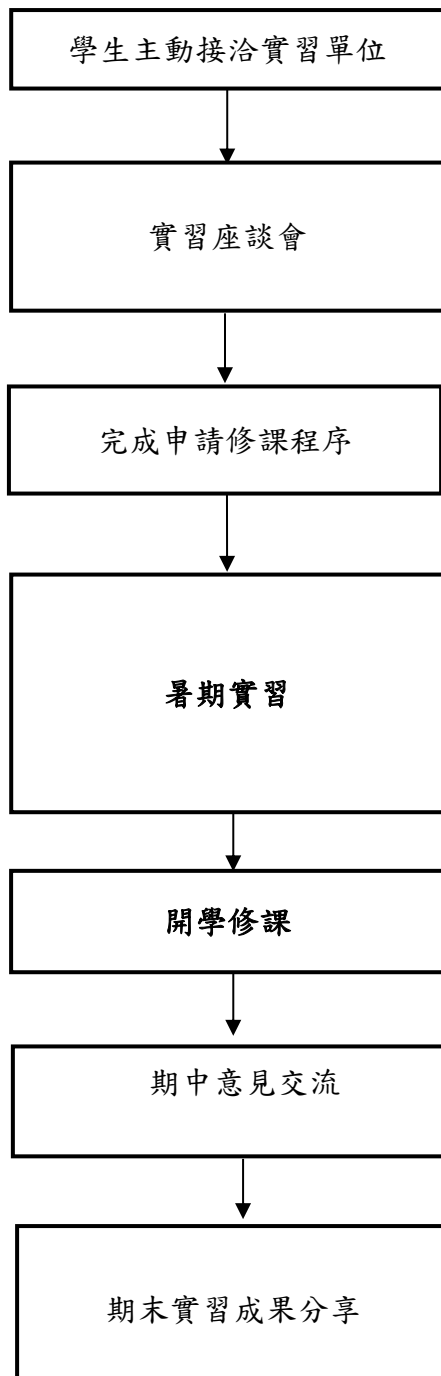 學生主動接洽實習單位
實習座談會
完成申請修課程序
暑期實習
開學修課
期中意見交流
期末實習成果分享